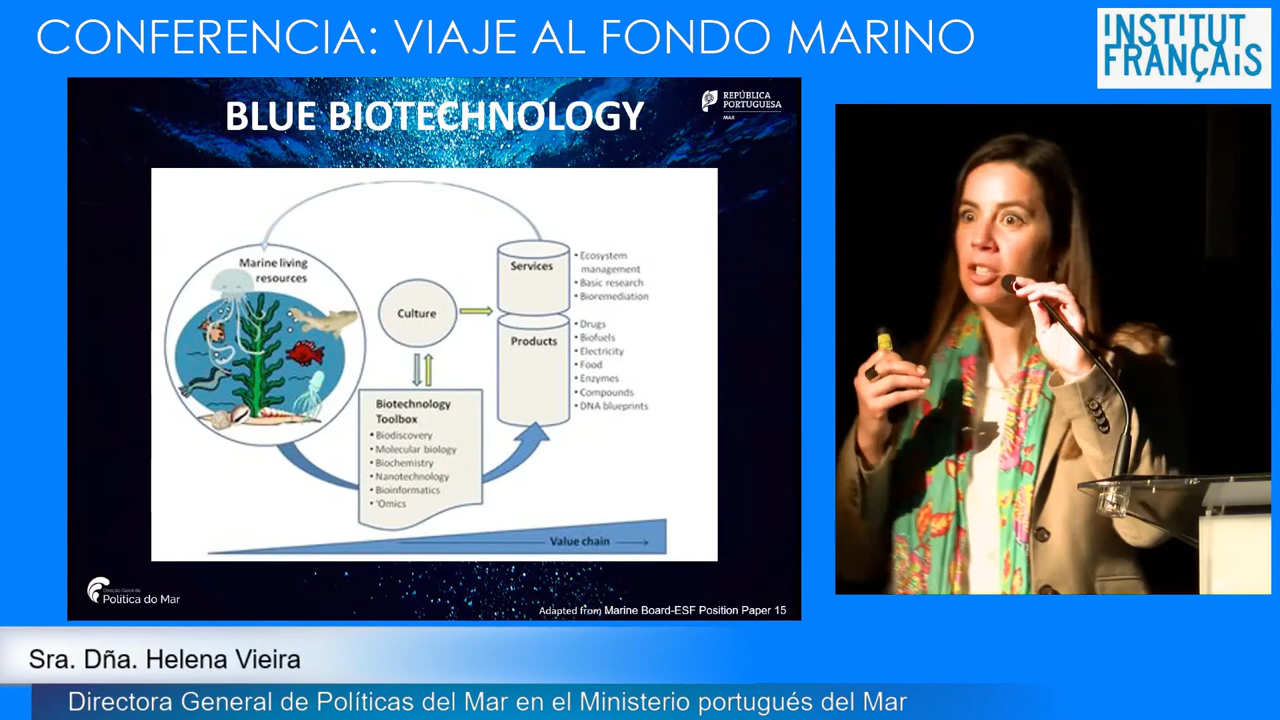 CONFERENCIA: VIAJE AL FONDO MARINO
INSTITUT
FRANÇAIS
BLUE BIOTECHNOLOGY
REPÚBLICA
PORTUGUESA
MAR
Marine living
resources
Culture
Services
• Ecosystem
management
• Basic research
• Bioremediation
Products
• Drugs
• Biofuels
• Electricity
• Food
• Enzymes
• Compounds
• DNA blueprints
Biotechnology
Toolbox
• Biodiscovery
• Molecular biology
• Biochemistry
• Nanotechnology
• Bioinformatics
• 'Omics
Value chain
Direção-Geral de
Política do Mar
Adapted from Marine Board-ESF Position Paper 15
Sra. Dña. Helena Vieira
Directora General de Políticas del Mar en el Ministerio portugués del Mar